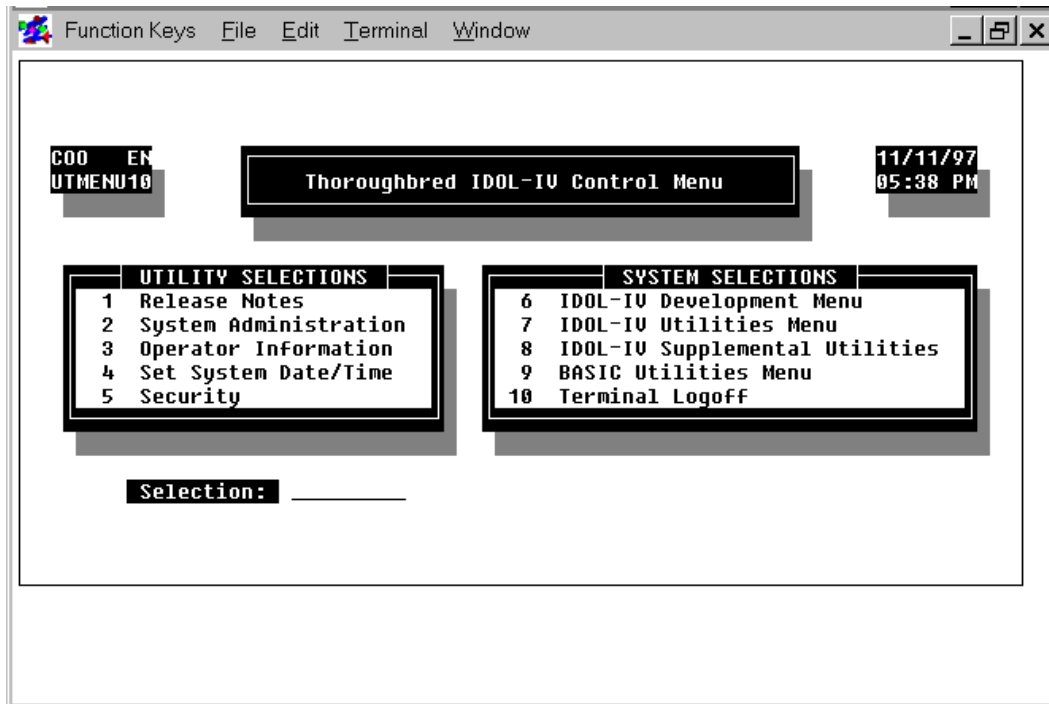 Function Keys File Edit Terminal Window
COO EN
UTMENU10
Thoroughbred IDOL-IV Control Menu
11/11/97
05:38 PM
UTILITY SELECTIONS
1 Release Notes
2 System Administration
3 Operator Information
4 Set System Date/Time
5 Security
SYSTEM SELECTIONS
6 IDOL-IV Development Menu
7 IDOL-IV Utilities Menu
8 IDOL-IV Supplemental Utilities
9 BASIC Utilities Menu
10 Terminal Logoff
Selection: